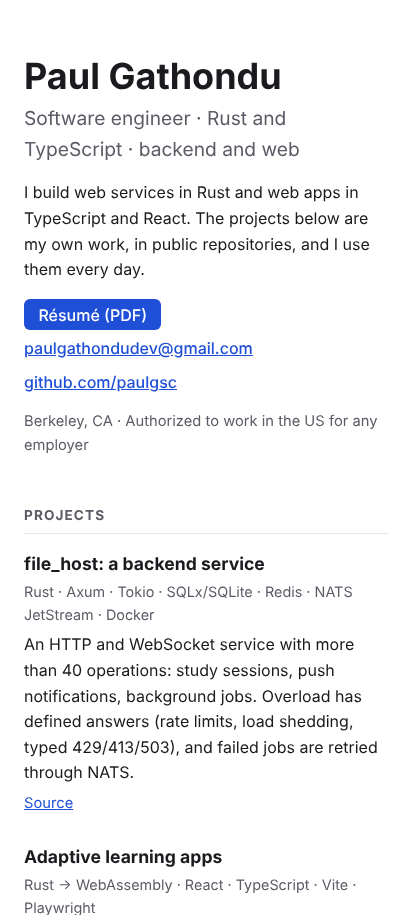 Paul Gathondu
Software engineer · Rust and
TypeScript · backend and web
I build web services in Rust and web apps in
TypeScript and React. The projects below are
my own work, in public repositories, and I use
them every day.
Résumé (PDF)
paulgathondudev@gmail.com
github.com/paulgsc
Berkeley, CA · Authorized to work in the US for any
employer
PROJECTS
file_host: a backend service
Rust · Axum · Tokio · SQLx/SQLite · Redis · NATS
JetStream · Docker
An HTTP and WebSocket service with more
than 40 operations: study sessions, push
notifications, background jobs. Overload has
defined answers (rate limits, load shedding,
typed 429/413/503), and failed jobs are retried
through NATS.
Source
Adaptive learning apps
Rust → WebAssembly · React · TypeScript · Vite ·
Playwright